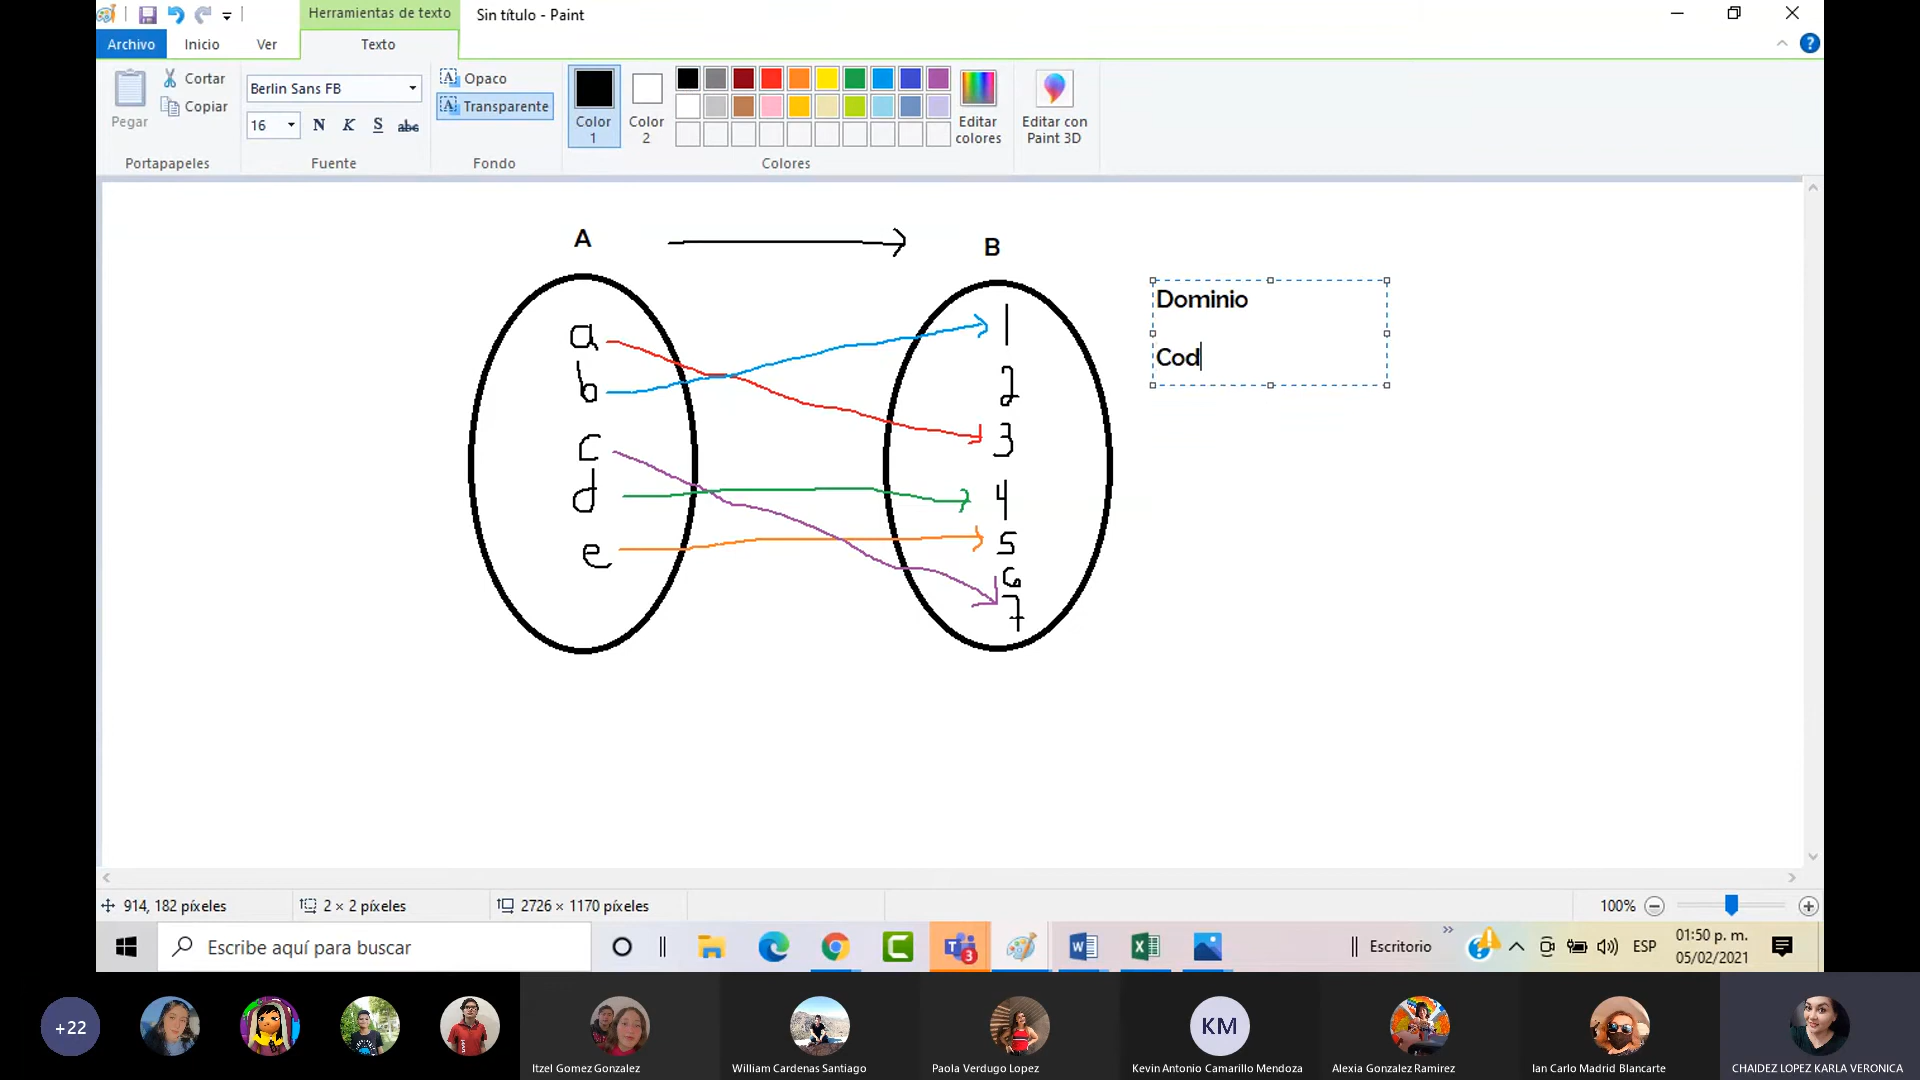 Herramientas de texto
Sin título - Paint
Archivo
Inicio
Ver
Texto
Pegar
Cortar
Copiar
Portapapeles
Berlin Sans FB
16
N K S abc
Fuente
Opaco
Transparente
Fondo
Color 1
Color 2
Editar colores
Editar con Paint 3D
Colores
A
B
a
b
c
d
e
1
2
3
4
5
6
7
Dominio
Cod
914, 182 píxeles
2 × 2 píxeles
2726 × 1170 píxeles
100%
Escribe aquí para buscar
3
Escritorio
ESP
01:50 p. m.
05/02/2021
+22
Itzel Gomez Gonzalez
William Cardenas Santiago
Paola Verdugo Lopez
KM
Kevin Antonio Camarillo Mendoza
Alexia Gonzalez Ramirez
Ian Carlo Madrid Blancarte
CHAIDEZ LOPEZ KARLA VERONICA